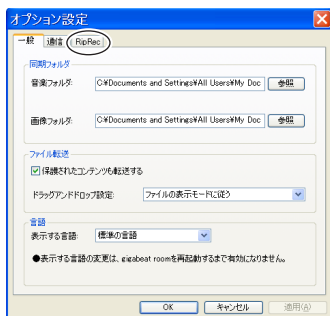 オプション設定
一般 通信 RipRec
同期フォルダ
音楽フォルダ: C:¥Documents and Settings¥All Users¥My Doc 参照
画像フォルダ: C:¥Documents and Settings¥All Users¥My Doc 参照
ファイル転送
保護されたコンテンツも転送する
ドラッグアンドドロップ設定: ファイルの表示モードに従う
言語
表示する言語: 標準の言語
●表示する言語の変更は、gigabeat roomを再起動するまで有効になりません。
OK キャンセル 適用(A)